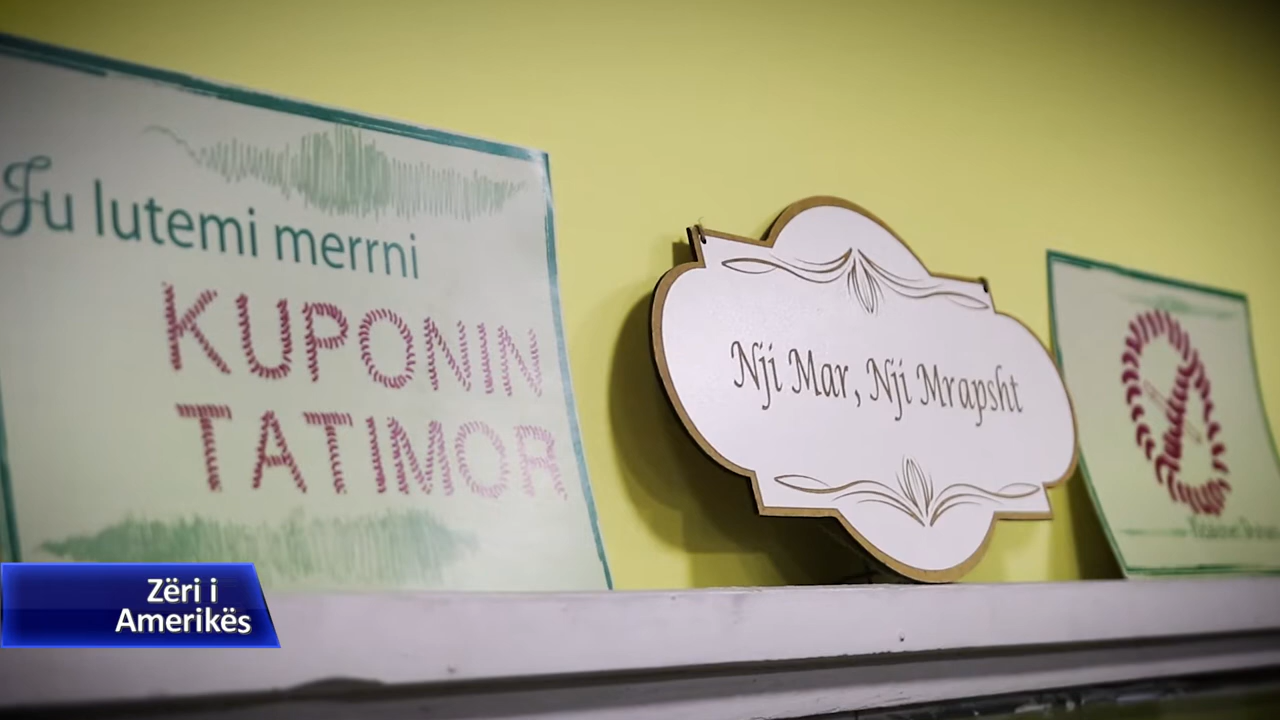 Ju lutemi merrni
KUPONIN
TATIMOR
Nji Mar, Nji Mrapsht
Zëri i
Amerikës